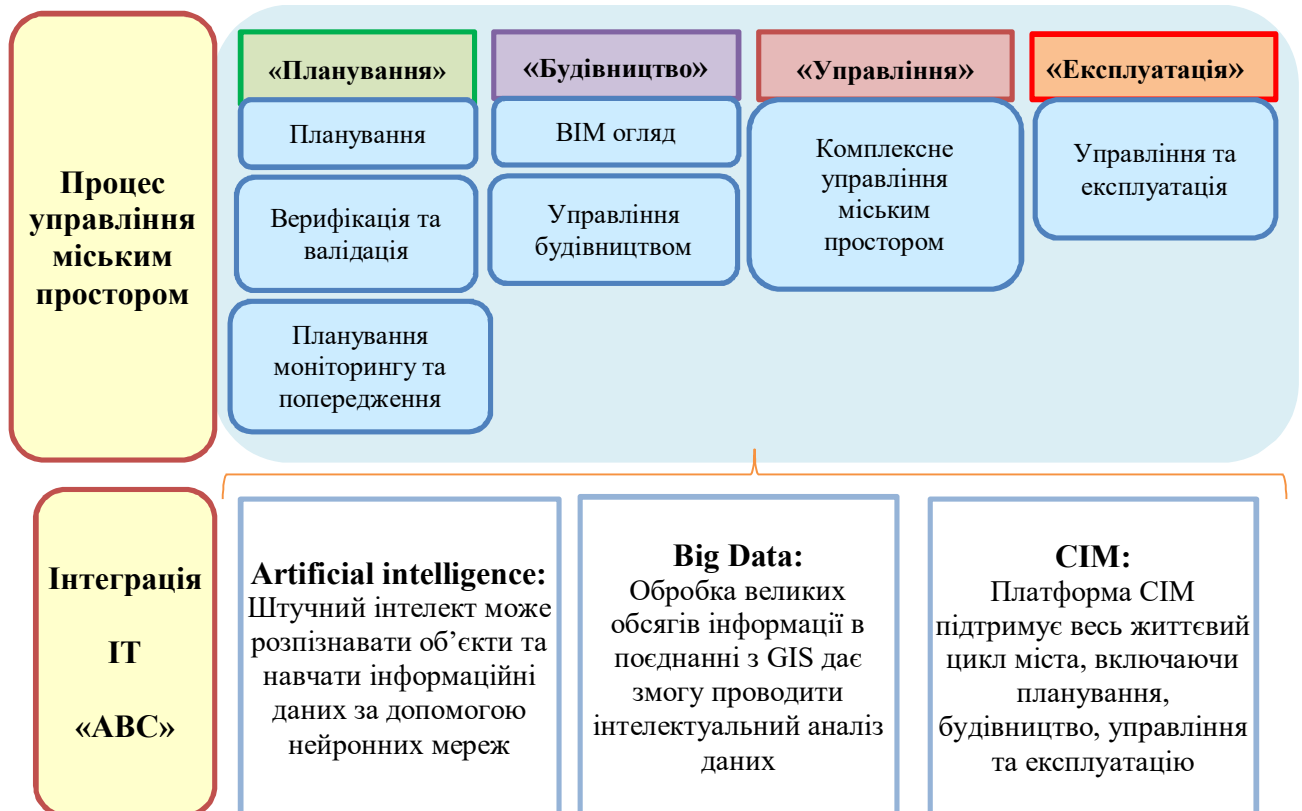 Процес
управління
міським
простором
«Планування»
Планування
Верифікація та
валідація
Планування
моніторингу та
попередження
«Будівництво»
BIM огляд
Управління
будівництвом
«Управління»
Комплексне
управління
міським
простором
«Експлуатація»
Управління та
експлуатація
Інтеграція
ІТ
«АВС»
Artificial intelligence:
Штучний інтелект може
розпізнавати об’єкти та
навчати інформаційні
даних за допомогою
нейронних мереж
Big Data:
Обробка великих
обсягів інформації в
поєднанні з GIS дає
змогу проводити
інтелектуальний аналіз
даних
CIM:
Платформа CIM
підтримує весь життєвий
цикл міста, включаючи
планування,
будівництво, управління
та експлуатацію